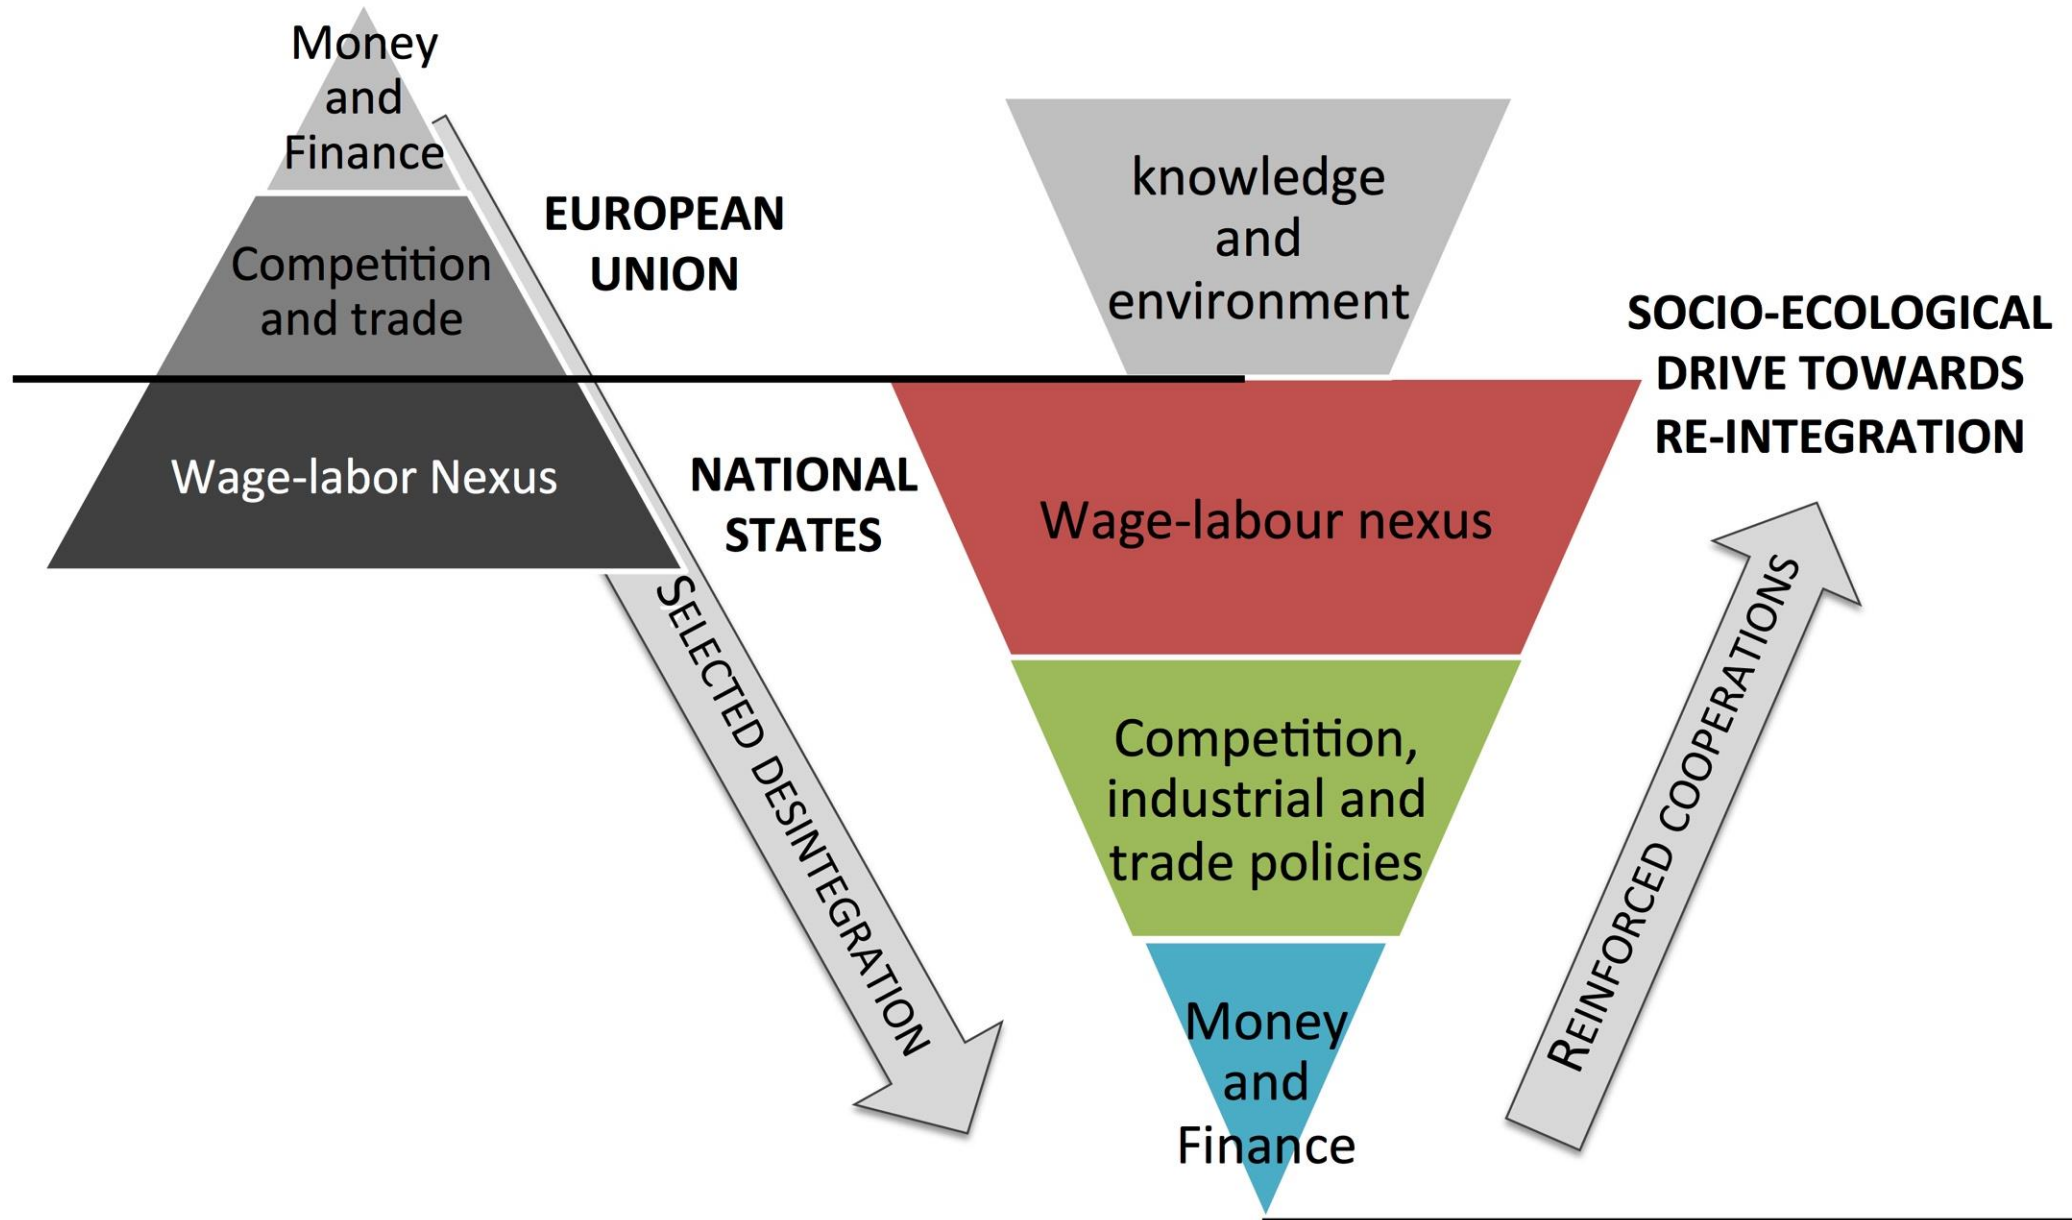 Money
and
Finance
Competition
and trade
Wage-labor Nexus
EUROPEAN
UNION
NATIONAL
STATES
SELECTED DESINTEGRATION
knowledge
and
environment
Wage-labour nexus
Competition,
industrial and
trade policies
Money
and
Finance
SOCIO-ECOLOGICAL
DRIVE TOWARDS
RE-INTEGRATION
REINFORCED COOPERATIONS